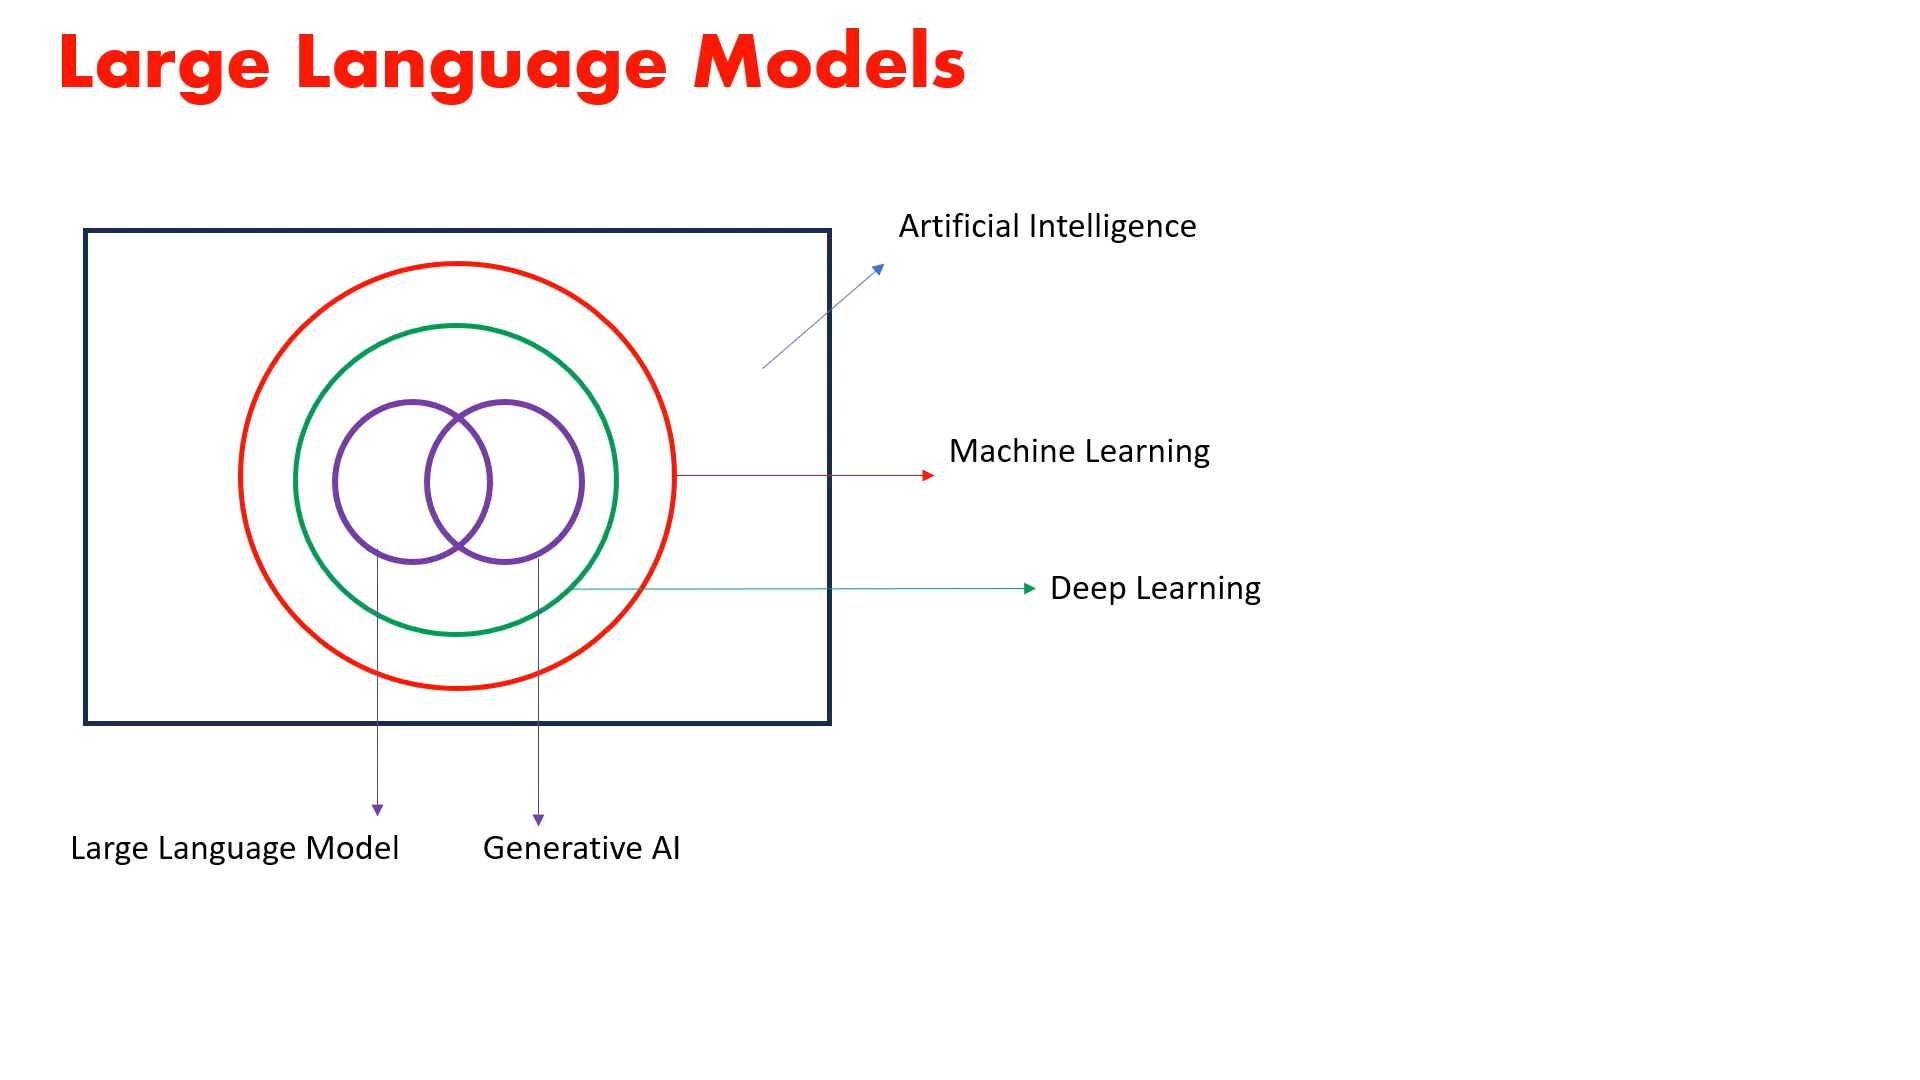 Large Language Models
Artificial Intelligence
Machine Learning
Deep Learning
Large Language Model
Generative AI